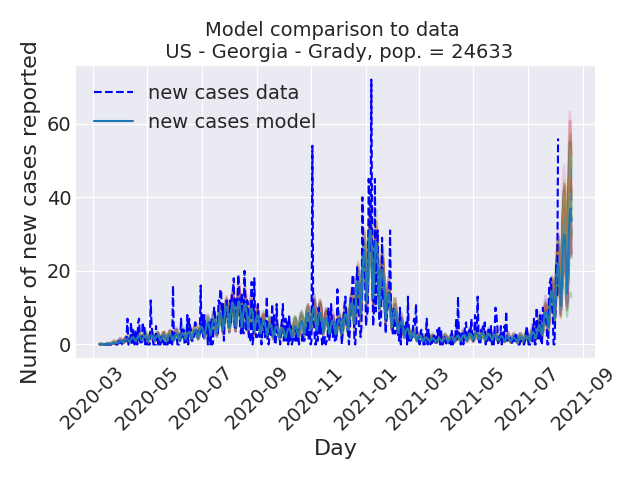 Model comparison to data
US - Georgia - Grady, pop. = 24633
Number of new cases reported
60
40
20
0
new cases data
new cases model
2020-03
2020-05
2020-07
2020-09
2020-11
2021-01
2021-03
2021-05
2021-07
2021-09
Day